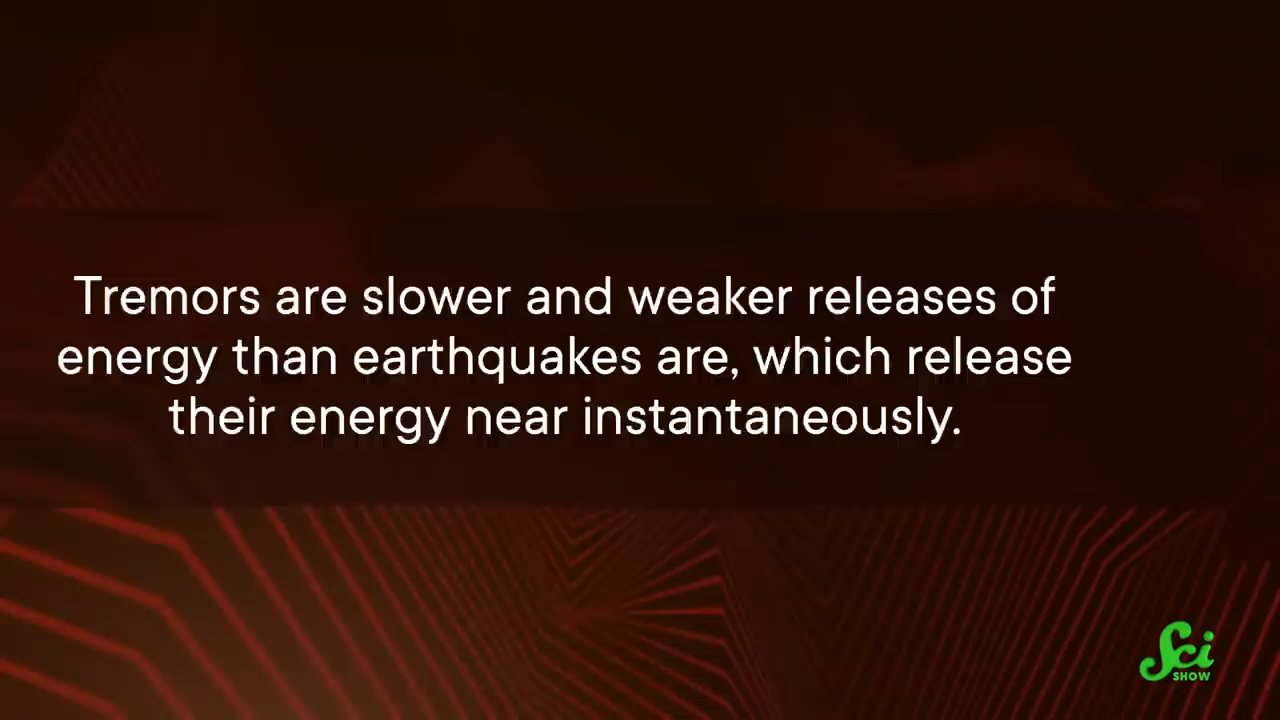 Tremors are slower and weaker releases of
energy than earthquakes are, which release
their energy near instantaneously.
Sci
SHOW